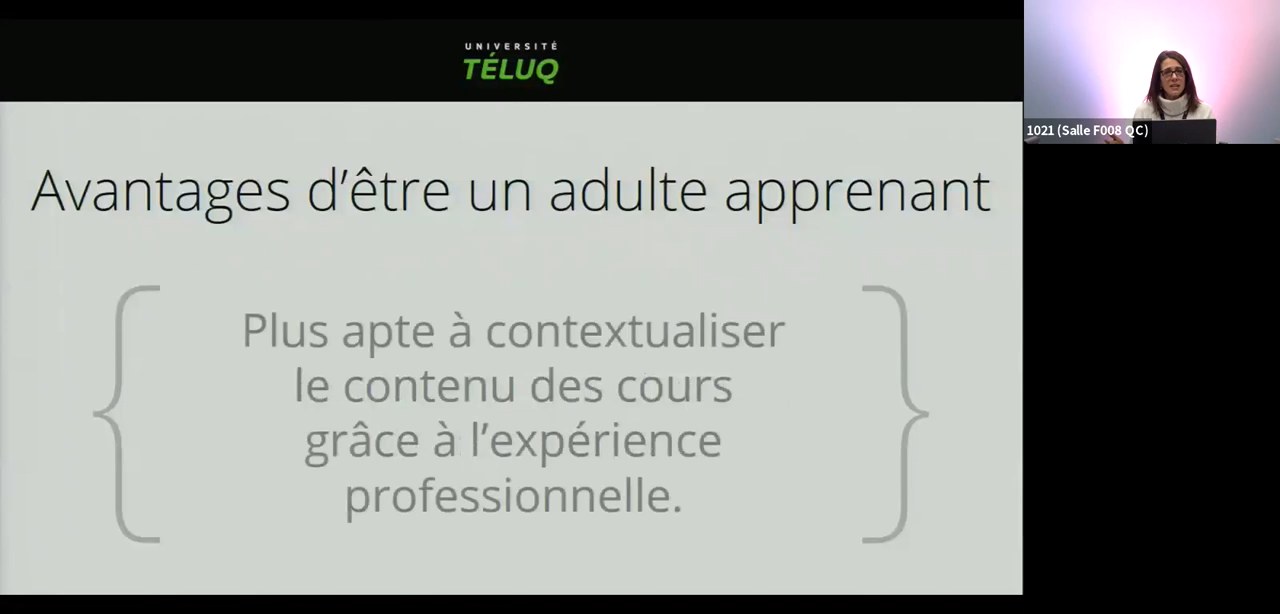 UNIVERSITÉ
TÉLUQ
1021 (Salle F008 QC)
Avantages d'être un adulte apprenant
Plus apte à contextualiser
le contenu des cours
grâce à l'expérience
professionnelle.